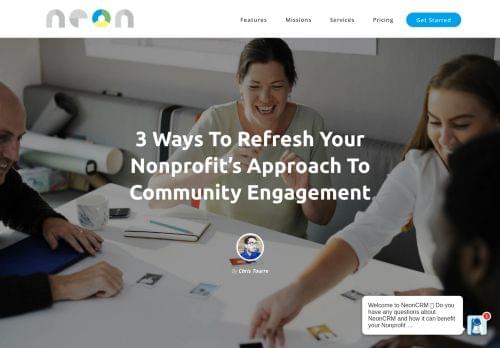 neon
Features Missions Services Pricing Get Started
3 Ways To Refresh Your
Nonprofit's Approach To
Community Engagement
By Chris Tourre
Welcome to NeonCRM Do you
have any questions about
NeonCRM and how it can benefit
your Nonprofit ...
1